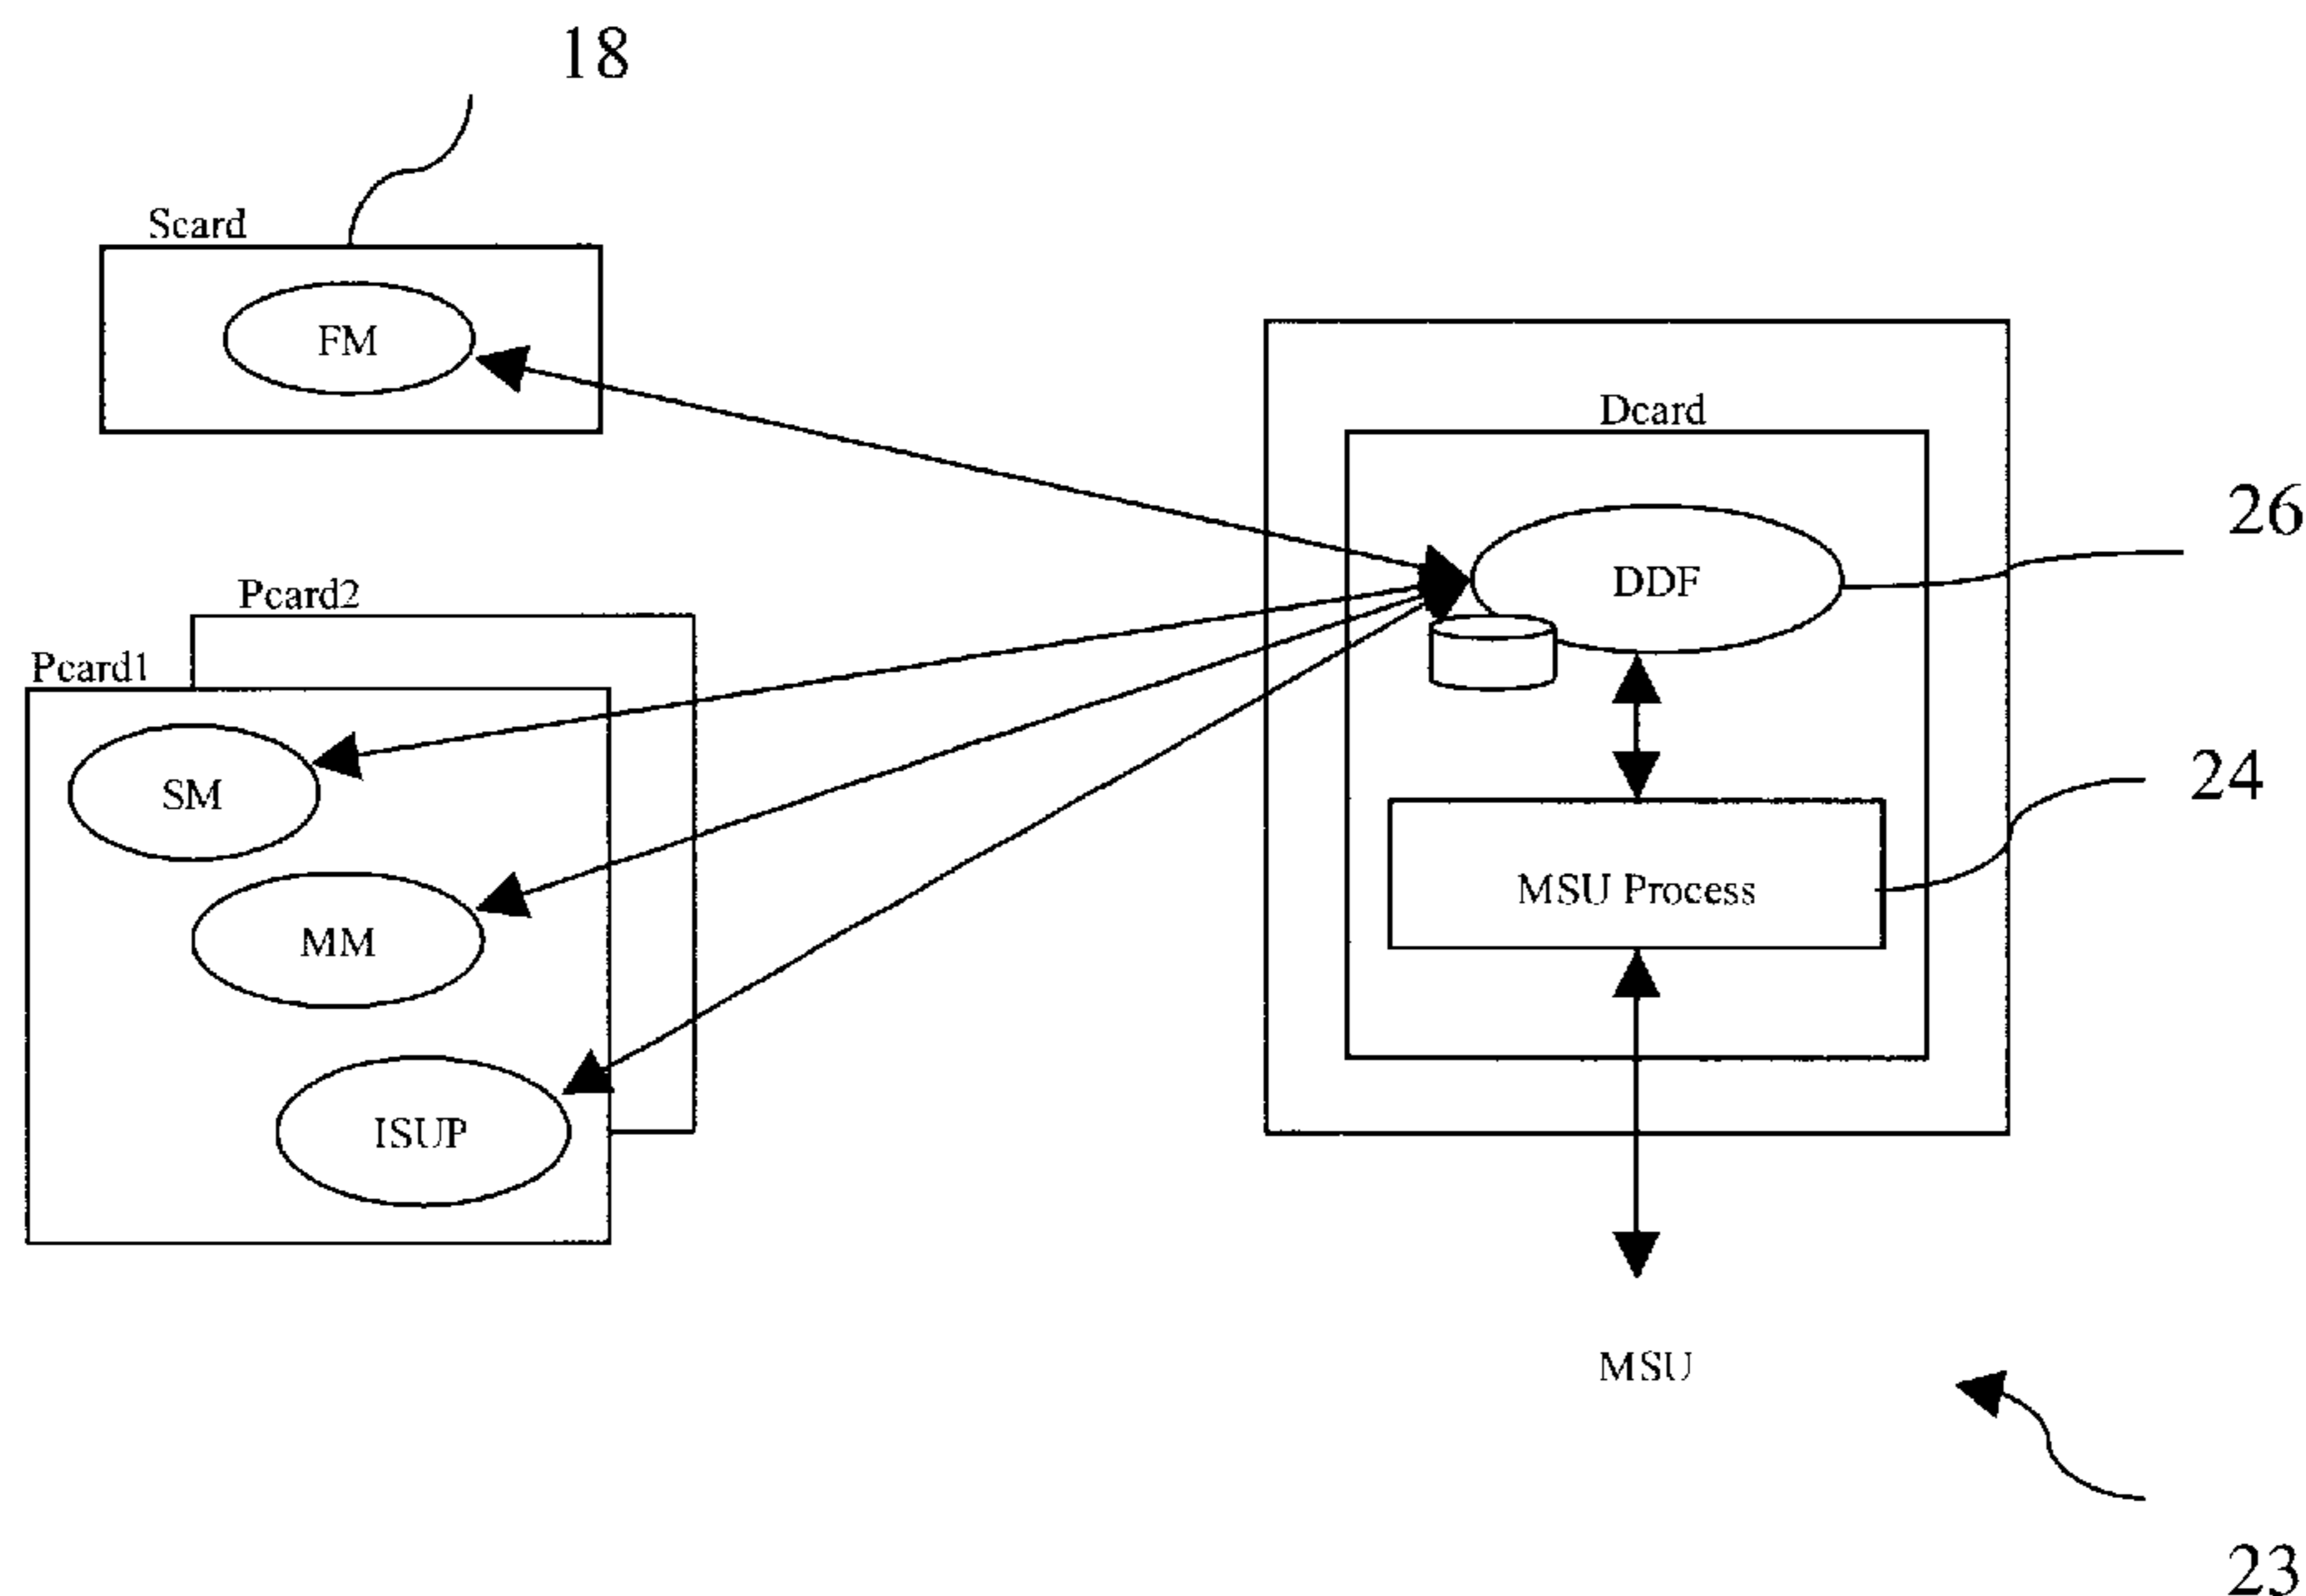 18
Scard
FM
Dcard
26
DDF
Pcard2
Pcard1
SM
24
MSU Process
MM
ISUP
MSU
23